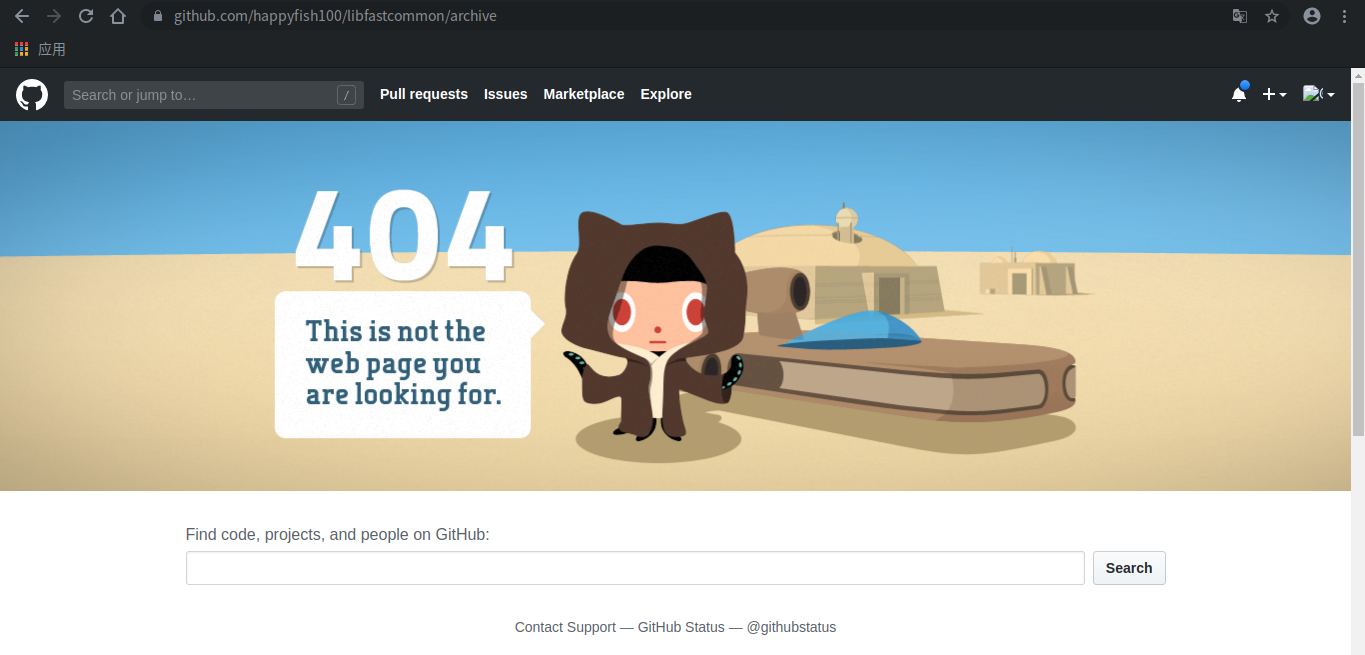 github.com/happyfish100/libfastcommon/archive
应用
Search or jump to… /
Pull requests Issues Marketplace Explore
404
This is not the
web page you
are looking for.
Find code, projects, and people on GitHub:
Search
Contact Support — GitHub Status — @githubstatus